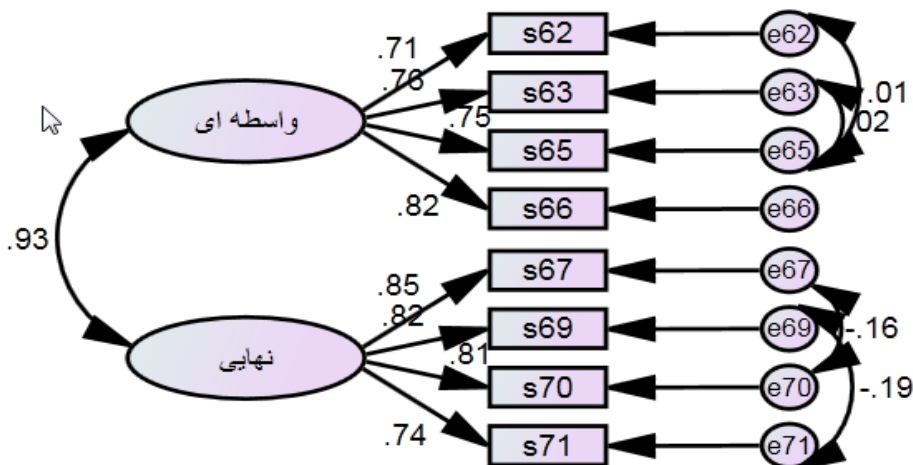 s62
e62
.71
.76
s63
e63
.01
واسطه ای
.75
02
s65
e65
.82
s66
e66
.93
s67
e67
.85
.82
s69
e69
-.16
نهایی
.81
s70
e70
-.19
.74
s71
e71